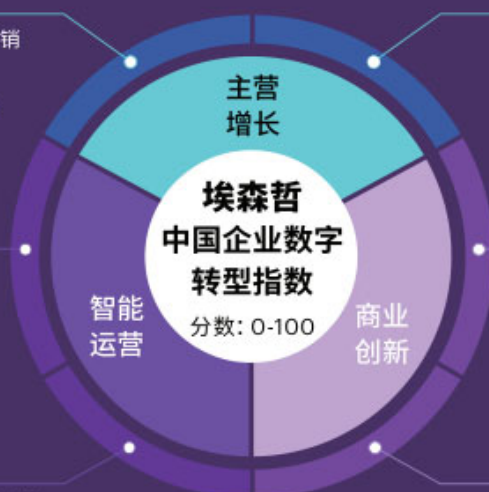 销
主营
增长
埃森哲
中国企业数字
转型指数
分数: 0-100
智能
运营
商业
创新